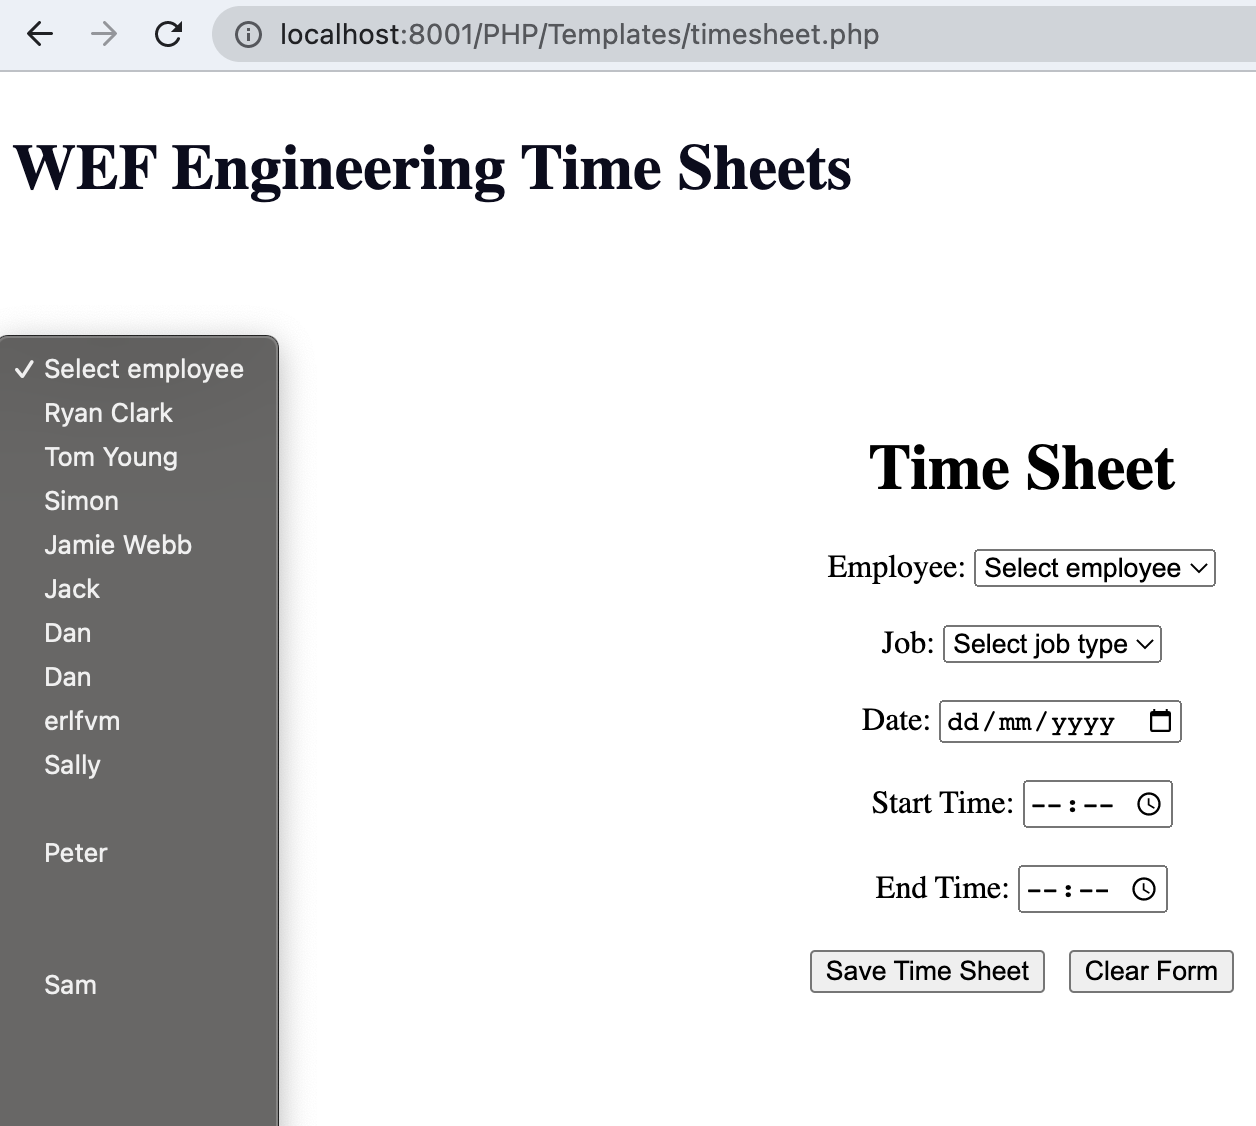 localhost:8001/PHP/Templates/timesheet.php
WEF Engineering Time Sheets
✓ Select employee
Ryan Clark
Tom Young
Simon
Jamie Webb
Jack
Dan
Dan
erlfvm
Sally
Peter
Sam
Time Sheet
Employee: Select employee
Job: Select job type
Date: dd/mm/yyyy
Start Time: --:--
End Time: --:--
Save Time Sheet Clear Form